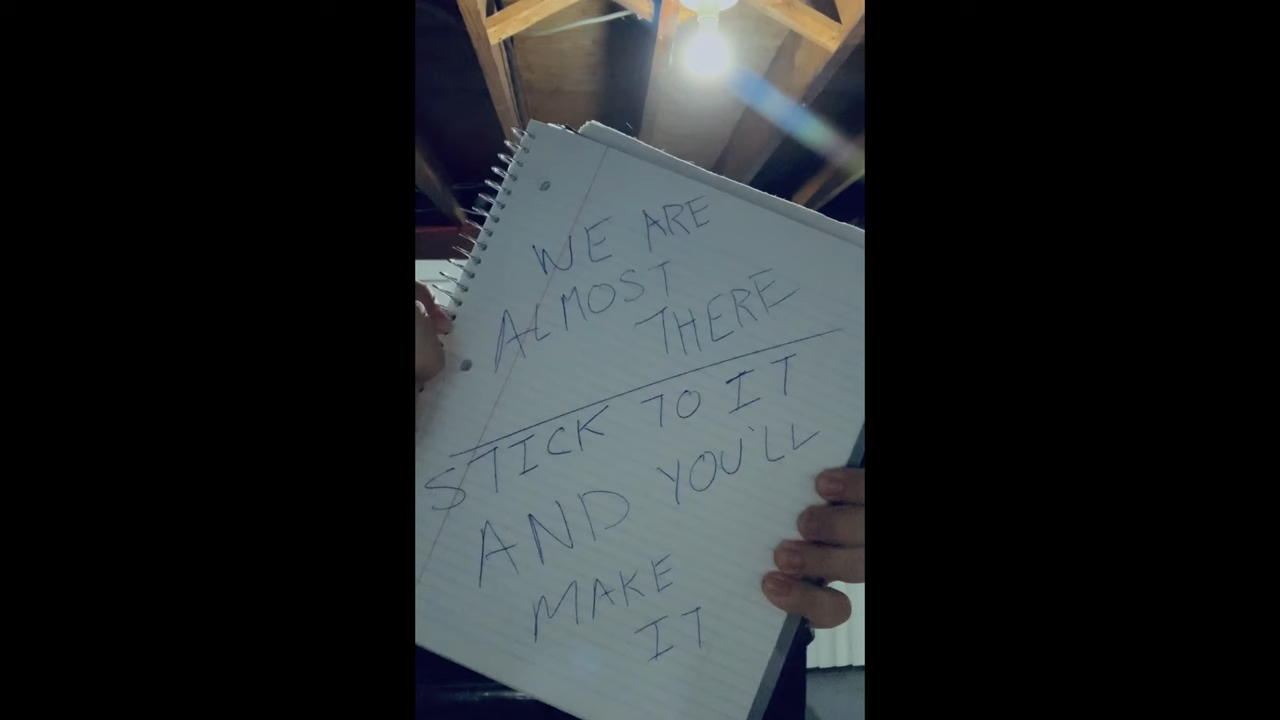 WE ARE
ALMOST
THERE
STICK TO IT
AND YOU'LL
MAKE
IT